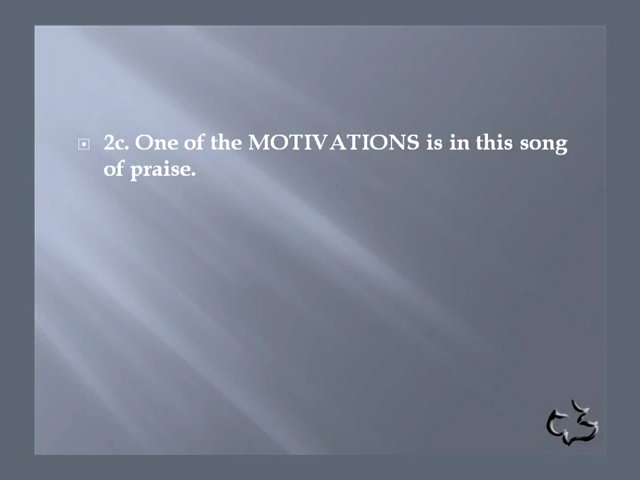 2c. One of the MOTIVATIONS is in this song
of praise.